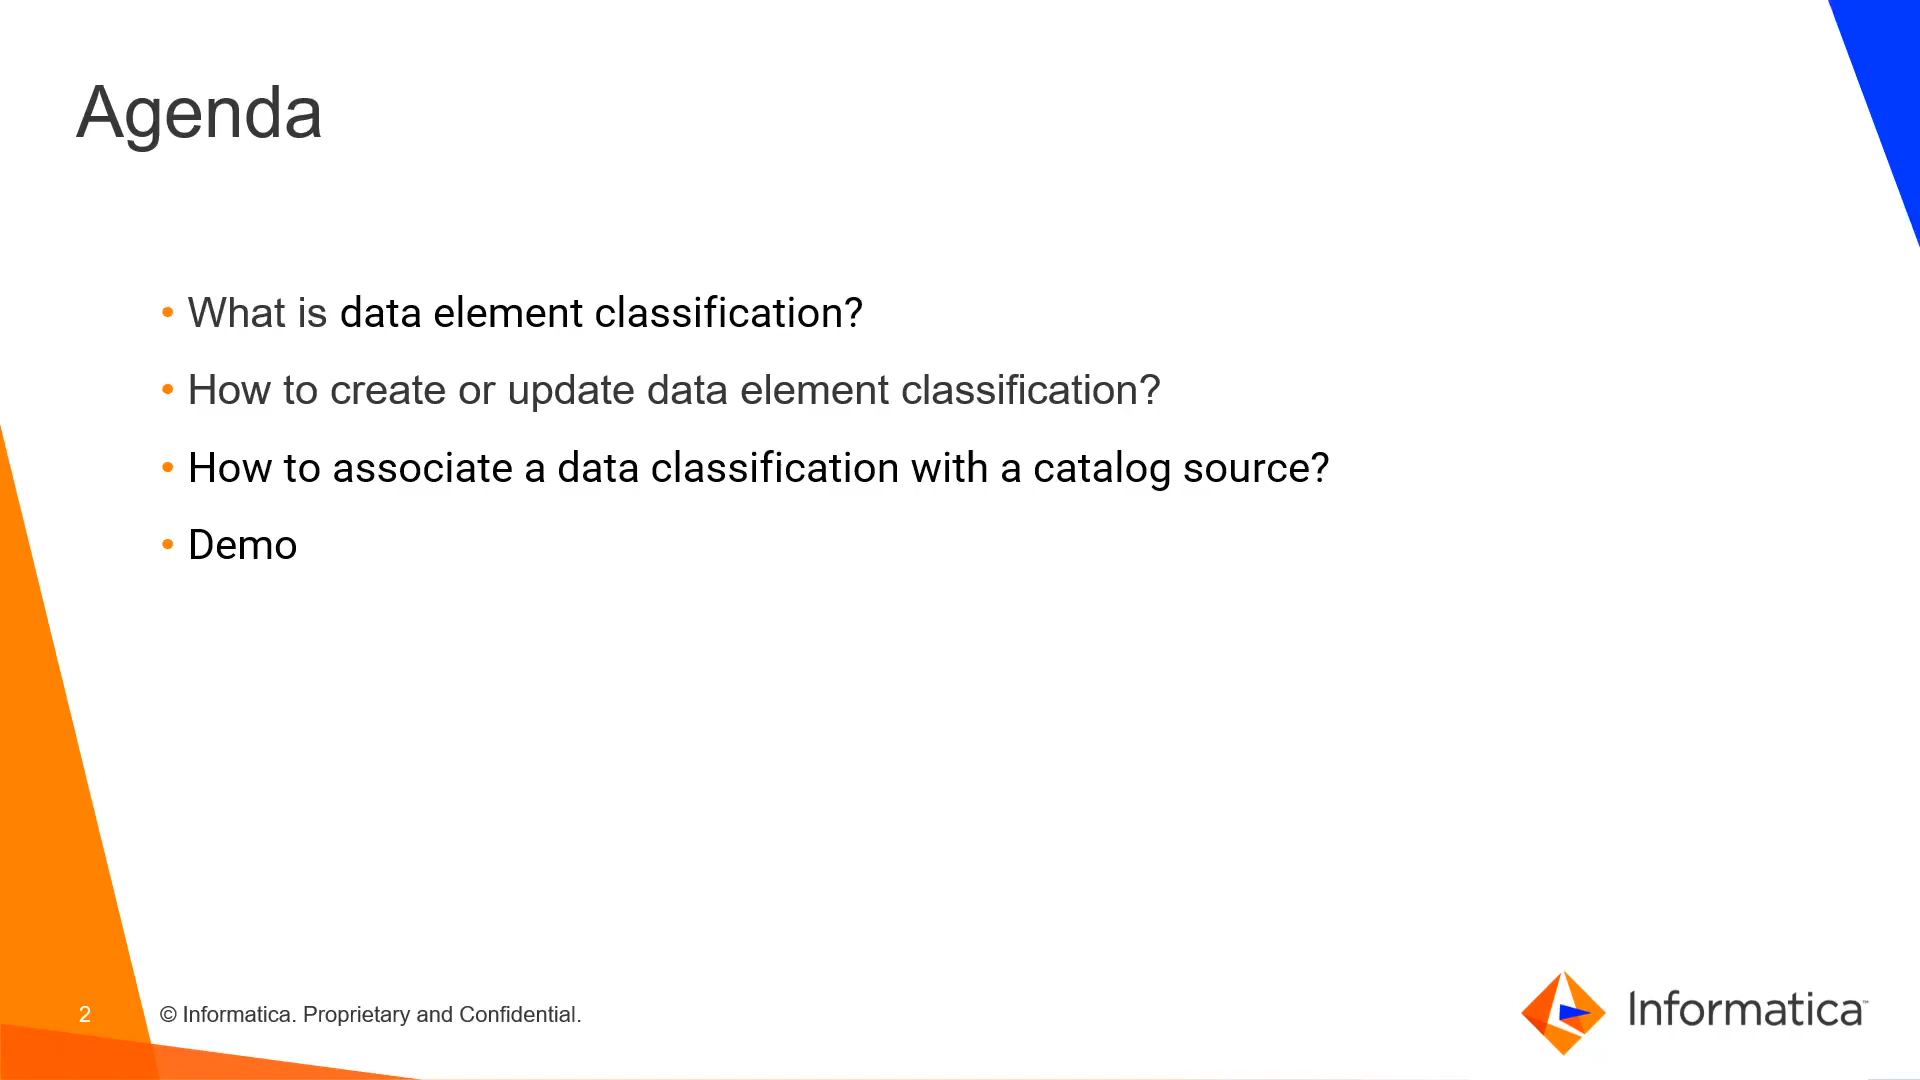 Agenda
• What is data element classification?
• How to create or update data element classification?
• How to associate a data classification with a catalog source?
• Demo
2
© Informatica. Proprietary and Confidential.
Informatica™